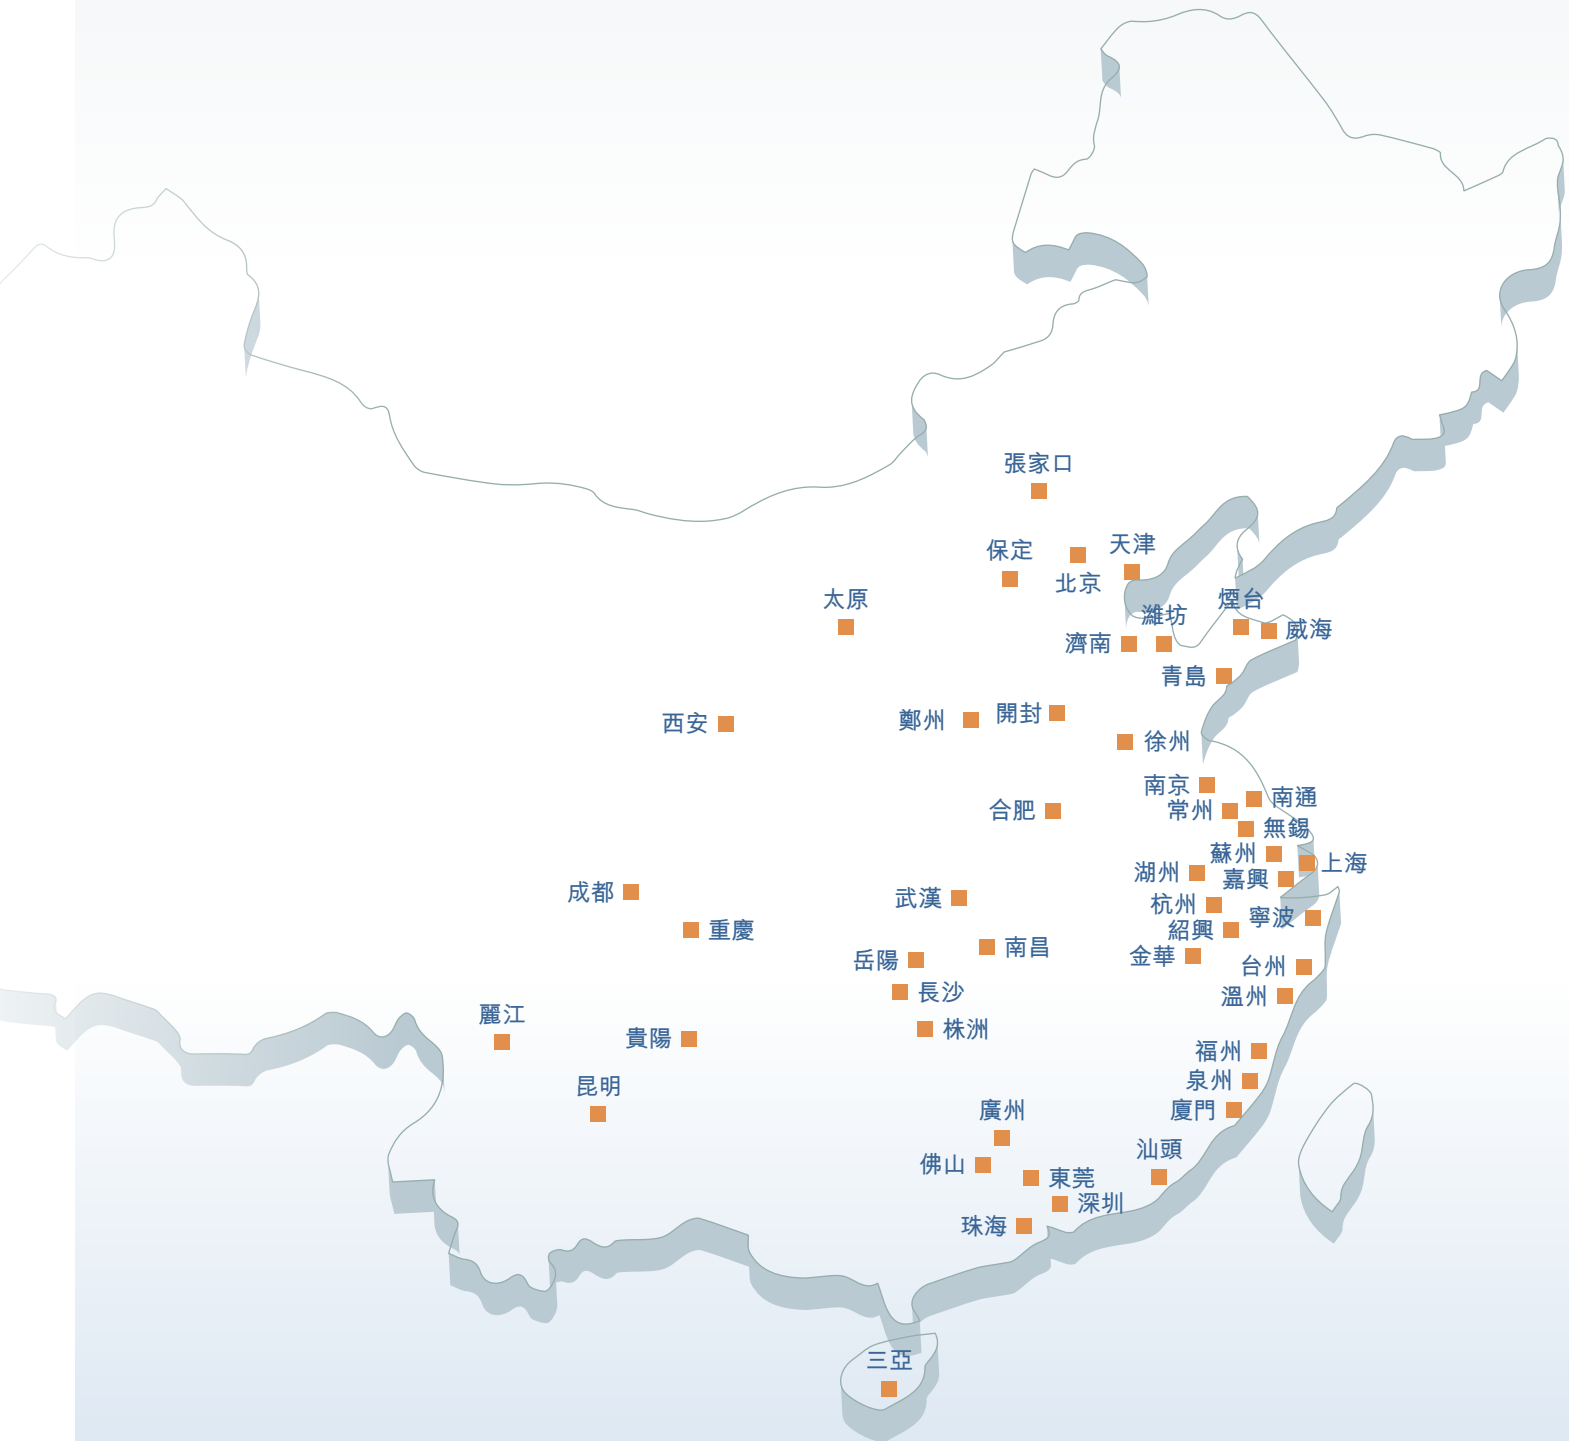 張家口
保定
天津
北京
太原
煙台
濰坊
威海
濟南
青島
西安
鄭州
開封
徐州
南京
南通
常州
合肥
無錫
蘇州
上海
湖州
嘉興
成都
武漢
杭州
寧波
重慶
紹興
南昌
金華
岳陽
台州
長沙
溫州
麗江
株洲
貴陽
福州
泉州
昆明
廈門
廣州
汕頭
佛山
東莞
深圳
珠海
三亞